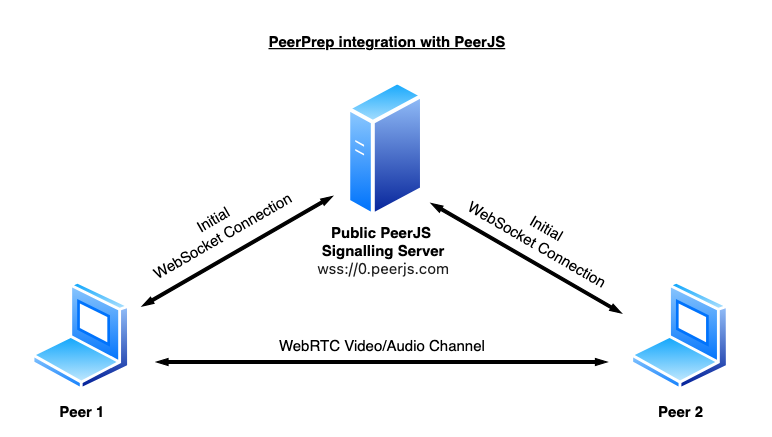 PeerPrep integration with PeerJS
Initial
WebSocket Connection
Initial
WebSocket Connection
Public PeerJS
Signalling Server
wss://0.peerjs.com
WebRTC Video/Audio Channel
Peer 1
Peer 2